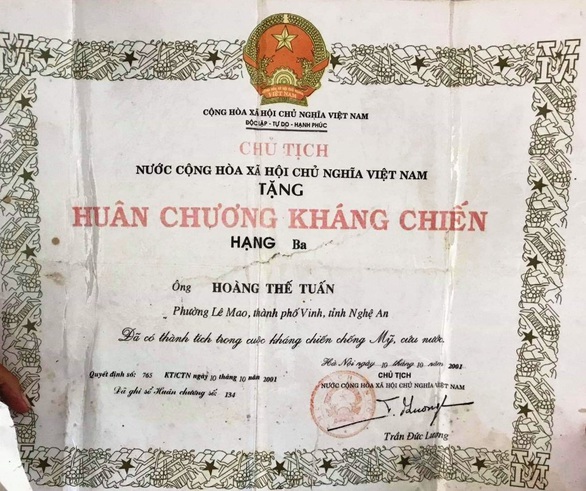 CỘNG HÒA XÃ HỘI CHỦ NGHĨA VIỆT NAM
ĐỘC LẬP - TỰ DO - HẠNH PHÚC
CHỦ TỊCH
NƯỚC CỘNG HÒA XÃ HỘI CHỦ NGHĨA VIỆT NAM
TẶNG
HUÂN CHƯƠNG KHÁNG CHIẾN
HẠNG Ba
Ông HOÀNG THẾ TUẤN
Phường Lê Mao, thành phố Vinh, tỉnh Nghệ An
Đã có thành tích trong cuộc kháng chiến chống Mỹ, cứu nước.
Hà Nội ngày 10 tháng 10 năm 2001
Quyết định số: 765 KT/CTN ngày 10 tháng 10 năm 2001
Đã ghi sổ Huân chương số: 134
CHỦ TỊCH
NƯỚC CỘNG HÒA XÃ HỘI CHỦ NGHĨA VIỆT NAM
Trần Đức Lương